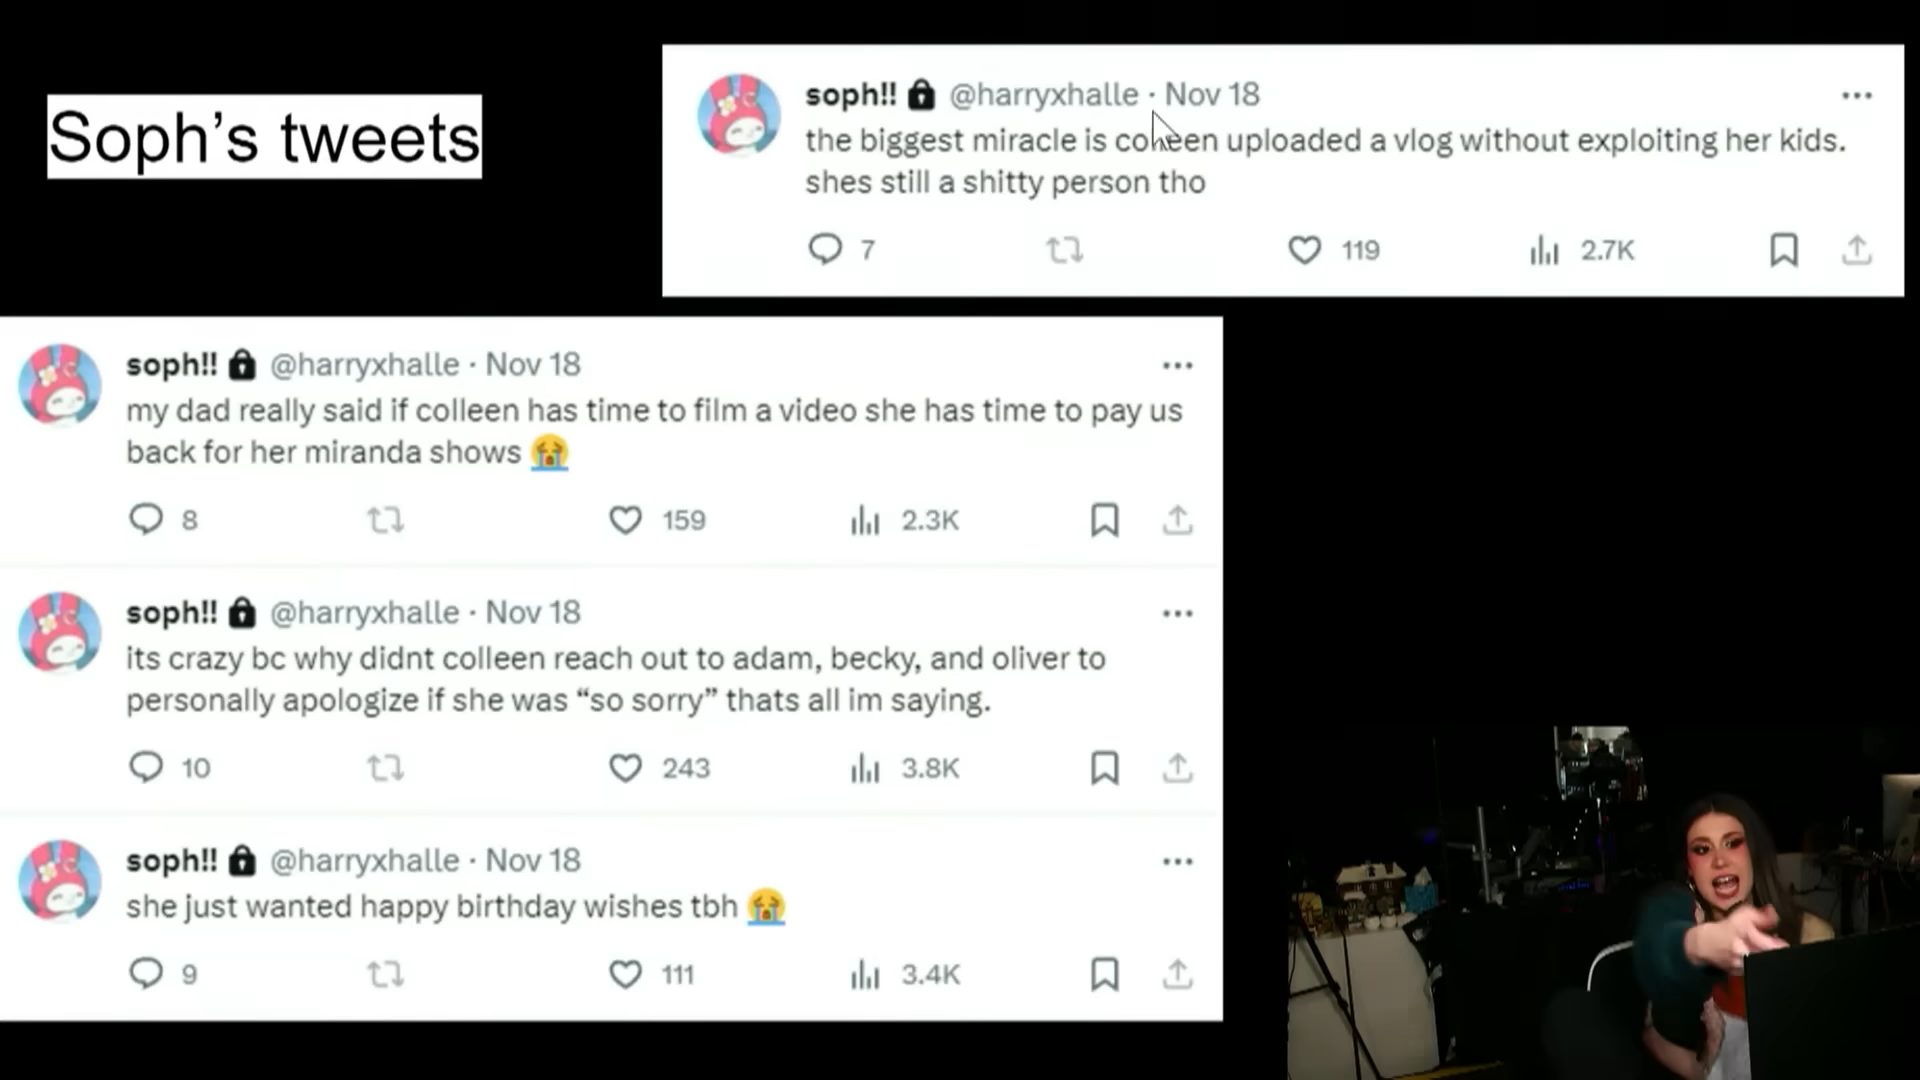 Soph's tweets
soph!! @harryxhalle · Nov 18
the biggest miracle is colleen uploaded a vlog without exploiting her kids.
shes still a shitty person tho
7 119 2.7K
soph!! @harryxhalle · Nov 18
my dad really said if colleen has time to film a video she has time to pay us
back for her miranda shows 😭
8 159 2.3K
soph!! @harryxhalle · Nov 18
its crazy bc why didnt colleen reach out to adam, becky, and oliver to
personally apologize if she was “so sorry” thats all im saying.
10 243 3.8K
soph!! @harryxhalle · Nov 18
she just wanted happy birthday wishes tbh 😭
9 111 3.4K